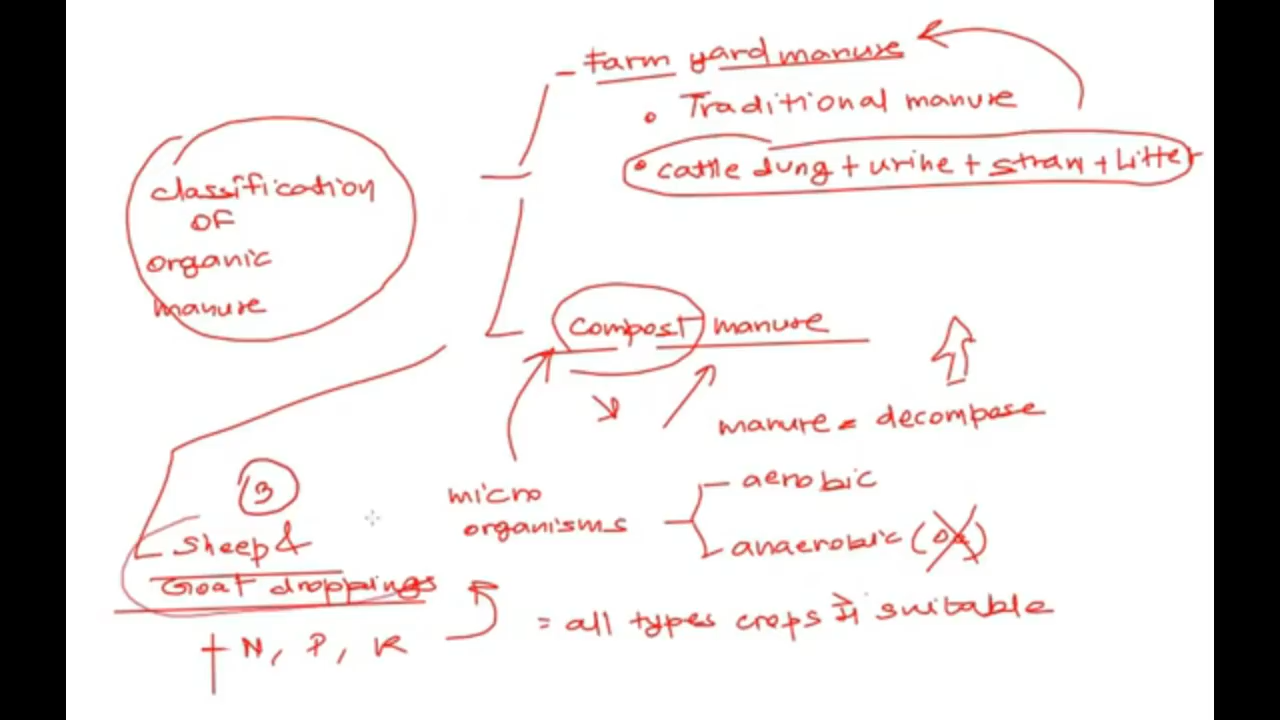 - Farm yard manure
• Traditional manure
• cattle dung + urine + straw + Litter
classification
OF
organic
manure
compost manure
manure = decompose
3
micro
organisms
- aerobic
- anaerobic (O₂)
Sheep &
Goat droppings
N, P, K
= all types crops suitable